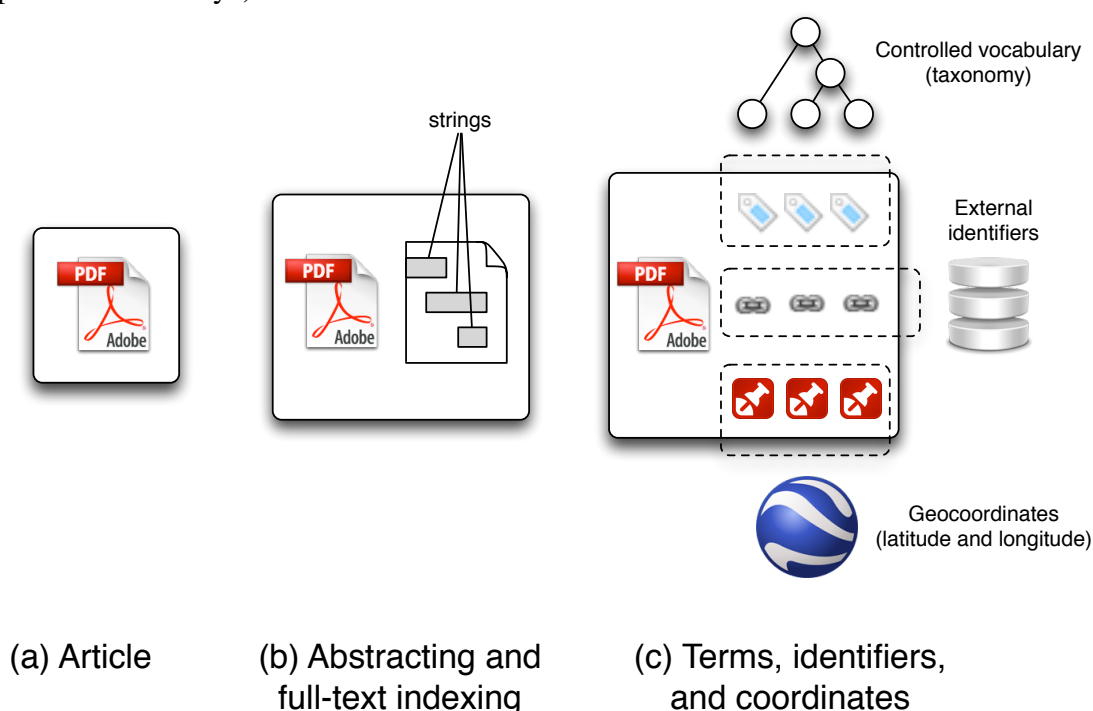 Controlled vocabulary
(taxonomy)
strings
External
identifiers
PDF
Adobe
PDF
Adobe
PDF
Adobe
Geocoordinates
(latitude and longitude)
(a) Article
(b) Abstracting and
full-text indexing
(c) Terms, identifiers,
and coordinates